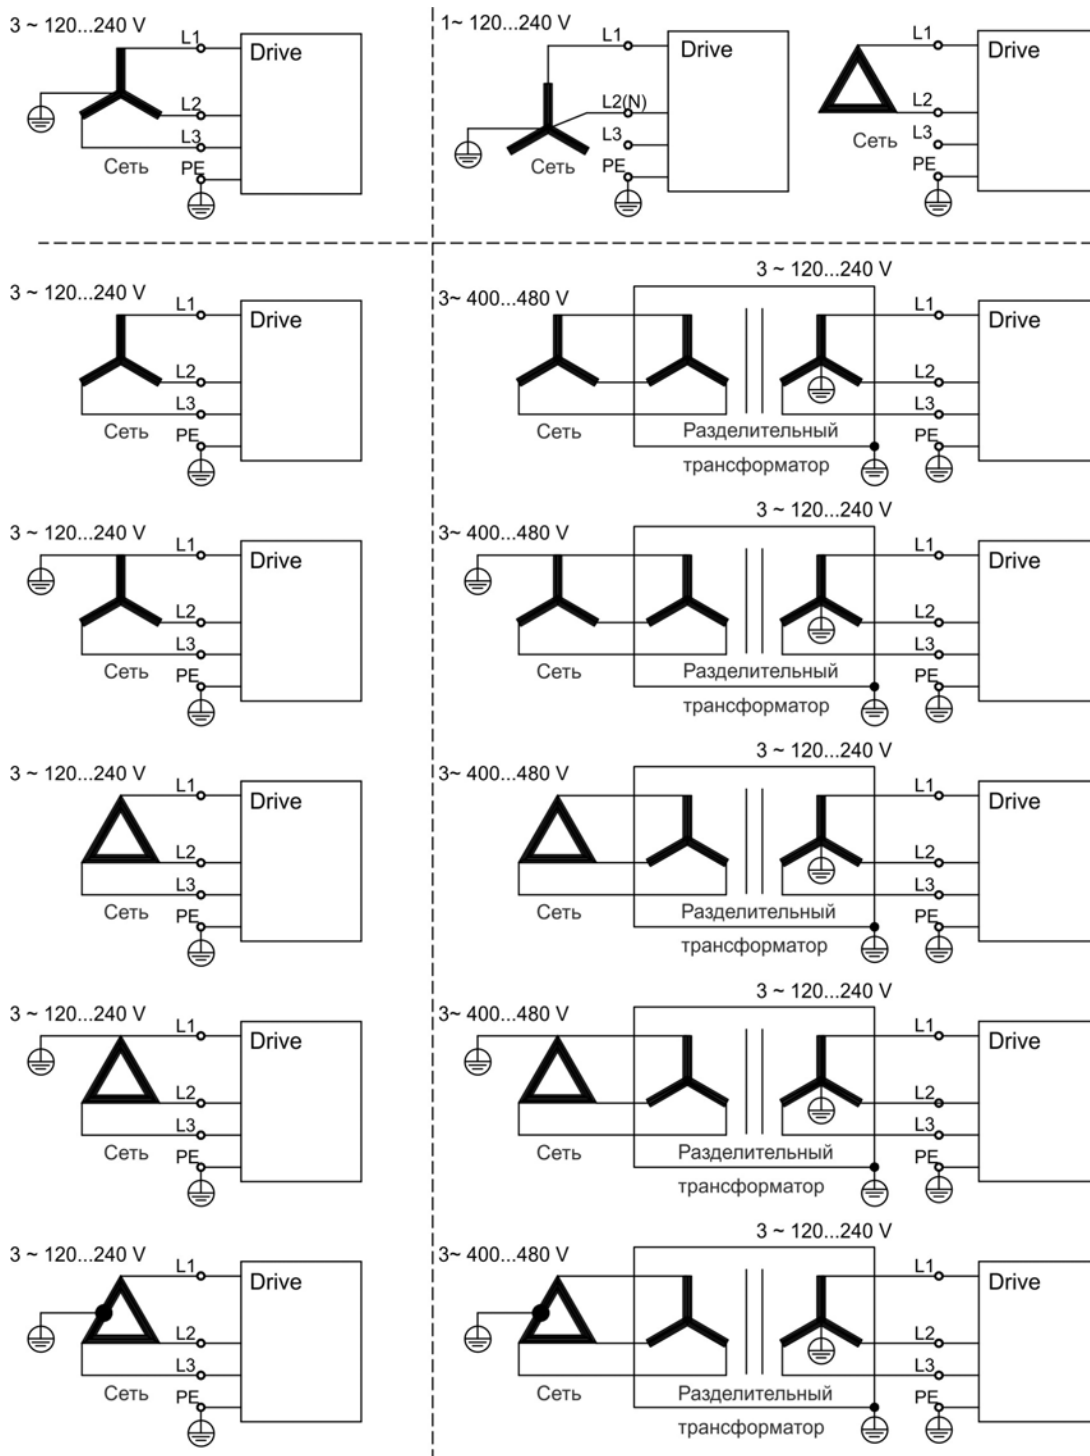 3 ~ 120...240 V
L1
Drive
L2
L3
Сеть
PE
1~ 120...240 V
L1
Drive
L2(N)
L3
Сеть
PE
L1
Drive
L2
L3
Сеть
PE
3 ~ 120...240 V
L1
Drive
L2
L3
Сеть
PE
3 ~ 120...240 V
3~ 400...480 V
L1
Drive
L2
L3
Сеть
Разделительный
PE
трансформатор
3 ~ 120...240 V
L1
Drive
L2
L3
Сеть
PE
3 ~ 120...240 V
3~ 400...480 V
L1
Drive
L2
L3
Сеть
Разделительный
PE
трансформатор
3 ~ 120...240 V
L1
Drive
L2
L3
Сеть
PE
3 ~ 120...240 V
3~ 400...480 V
L1
Drive
L2
L3
Сеть
Разделительный
PE
трансформатор
3 ~ 120...240 V
L1
Drive
L2
L3
Сеть
PE
3 ~ 120...240 V
3~ 400...480 V
L1
Drive
L2
L3
Сеть
Разделительный
PE
трансформатор
3 ~ 120...240 V
L1
Drive
L2
L3
Сеть
PE
3 ~ 120...240 V
3~ 400...480 V
L1
Drive
L2
L3
Сеть
Разделительный
PE
трансформатор